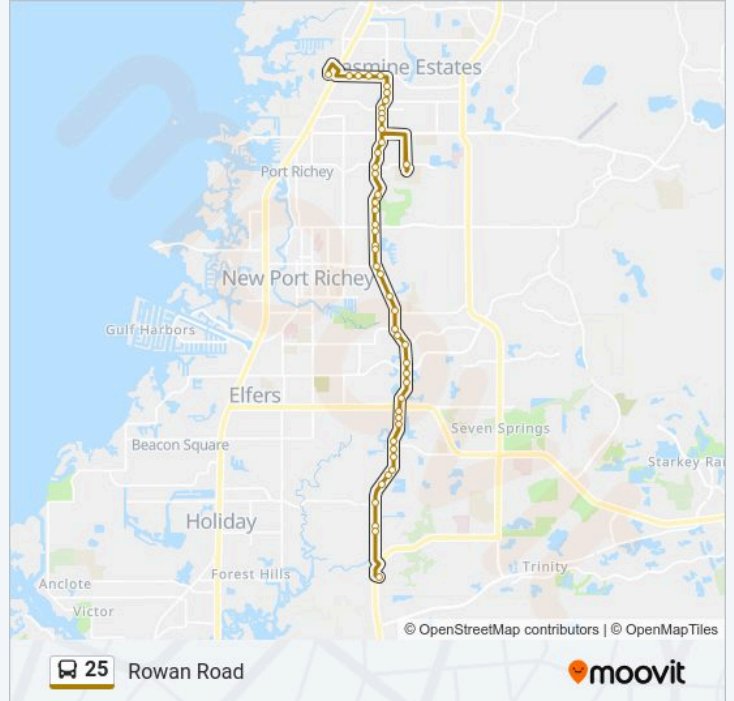 asmine Estates
Port Richey
New Port Richey
Gulf Harbors
Elfers
Seven Springs
Beacon Square
Starkey Ra
Holiday
Forest Hills
Trinity
Anclote
Victor
© OpenStreetMap contributors | © OpenMapTiles
25 Rowan Road
moovit